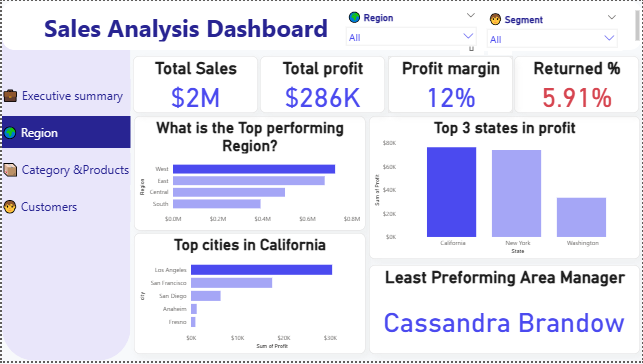 Sales Analysis Dashboard
Region
All
Segment
All
Executive summary
Region
Category &Products
Customers
Total Sales
$2M
Total profit
$286K
Profit margin
12%
Returned %
5.91%
What is the Top performing
Region?
Region
West
East
Central
South
$0.0M $0.2M $0.4M $0.6M $0.8M
Top 3 states in profit
Sum of Profit
$80K
$60K
$40K
$20K
$0K
California New York Washington
State
Top cities in California
City
Los Angeles
San Francisco
San Diego
Anaheim
Fresno
$0K $10K $20K $30K
Sum of Profit
Least Preforming Area Manager
Cassandra Brandow